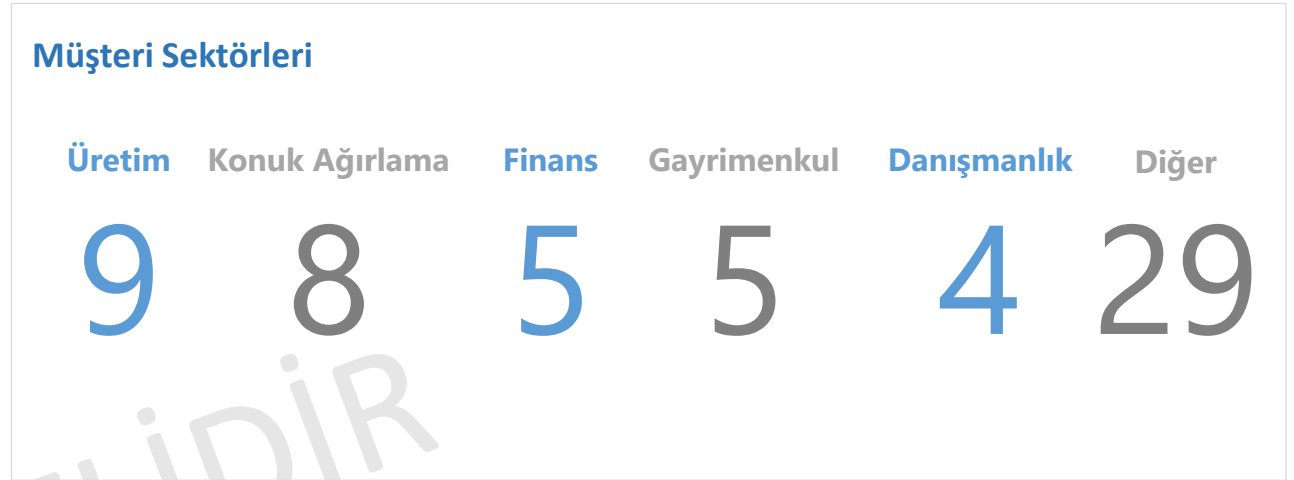 Müşteri Sektörleri
Üretim Konuk Ağırlama Finans Gayrimenkul Danışmanlık Diğer
9 8 5 5 4 29